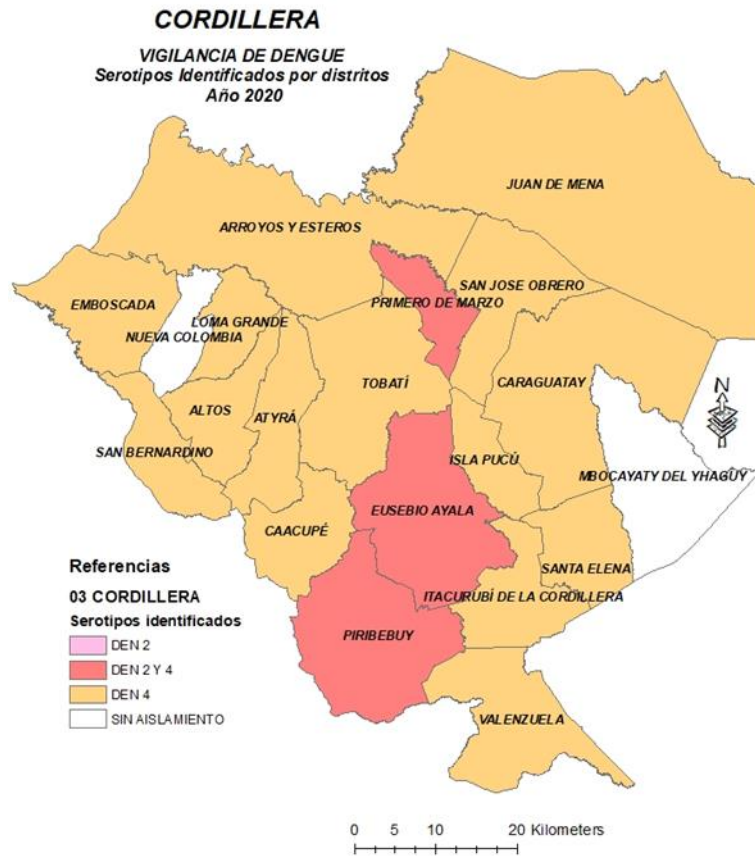 CORDILLERA
VIGILANCIA DE DENGUE
Serotipos Identificados por distritos
Año 2020
JUAN DE MENA
ARROYOS Y ESTEROS
SAN JOSE OBRERO
EMBOSCADA
PRIMERO DE MARZO
LOMA GRANDE
NUEVA COLOMBIA
TOBATÍ
CARAGUATAY
ALTOS
ATYRÁ
N
SAN BERNARDINO
ISLA PUCÚ
MBOCAYATY DEL YHAGUY
EUSEBIO AYALA
CAACUPÉ
SANTA ELENA
ITACURUBÍ DE LA CORDILLERA
PIRIBEBUY
VALENZUELA
Referencias
03 CORDILLERA
Serotipos identificados
DEN 2
DEN 2 Y 4
DEN 4
SIN AISLAMIENTO
0 5 10 20 Kilometers